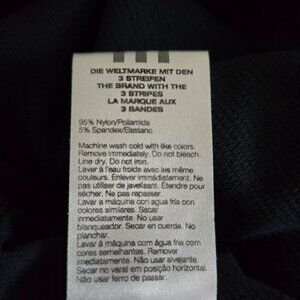 DIE WELTMARKE MIT DEN
3 STREIFEN
THE BRAND WITH THE
3 STRIPES
LA MARQUE AUX
3 BANDES
95% Nylon/Poliamida
5% Spandex/Elastano
Machine wash cold with like colors.
Remove immediately. Do not bleach.
Line dry. Do not iron.
Laver à l'eau froide avec les même
couleurs. Enlever immédiatement. Ne
pas utiliser de javelisant. Étendre pour
sécher. Ne pas repasser.
Lavar a máquina con agua fria con
colores similares. Sacar
inmediatamente. No usar
blanqueador. Secar en cuerda. No
planchar.
Lavar à máquina com água fria com
cores semelhantes. Remover
imediatamente. Não usar alvejante.
Secar no varal em posição horizontal.
Não usar de ferro de passar.